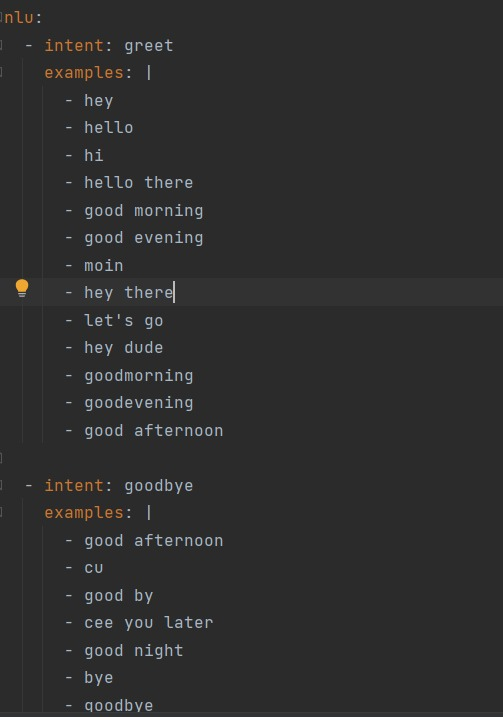 nlu:
- intent: greet
examples: |
- hey
- hello
- hi
- hello there
- good morning
- good evening
- moin
- hey there
- let's go
- hey dude
- goodmorning
- goodevening
- good afternoon
- intent: goodbye
examples: |
- good afternoon
- cu
- good by
- cee you later
- good night
- bye
- goodbye